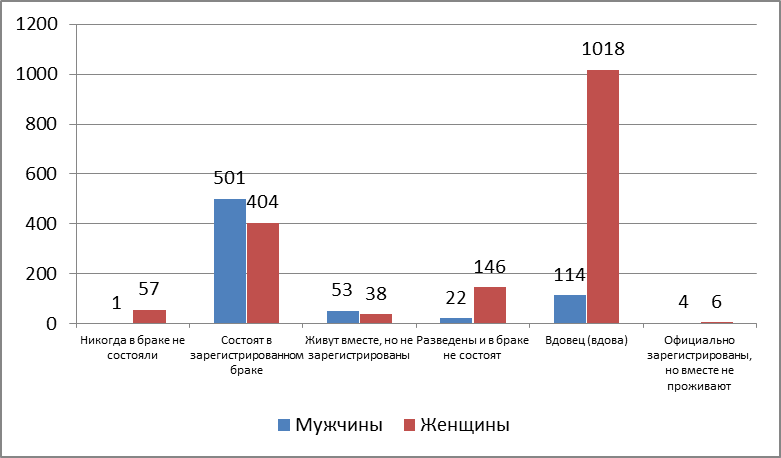 1200
1000
800
600
400
200
0
1
57
501
404
53
38
22
146
114
1018
4
6
Никогда в браке не
состояли
Состоят в
зарегистрированном
браке
Живут вместе, но не
зарегистрированы
Разведены и в браке
не состоят
Вдовец (вдова)
Официально
зарегистрированы,
но вместе не
проживают
Мужчины
Женщины